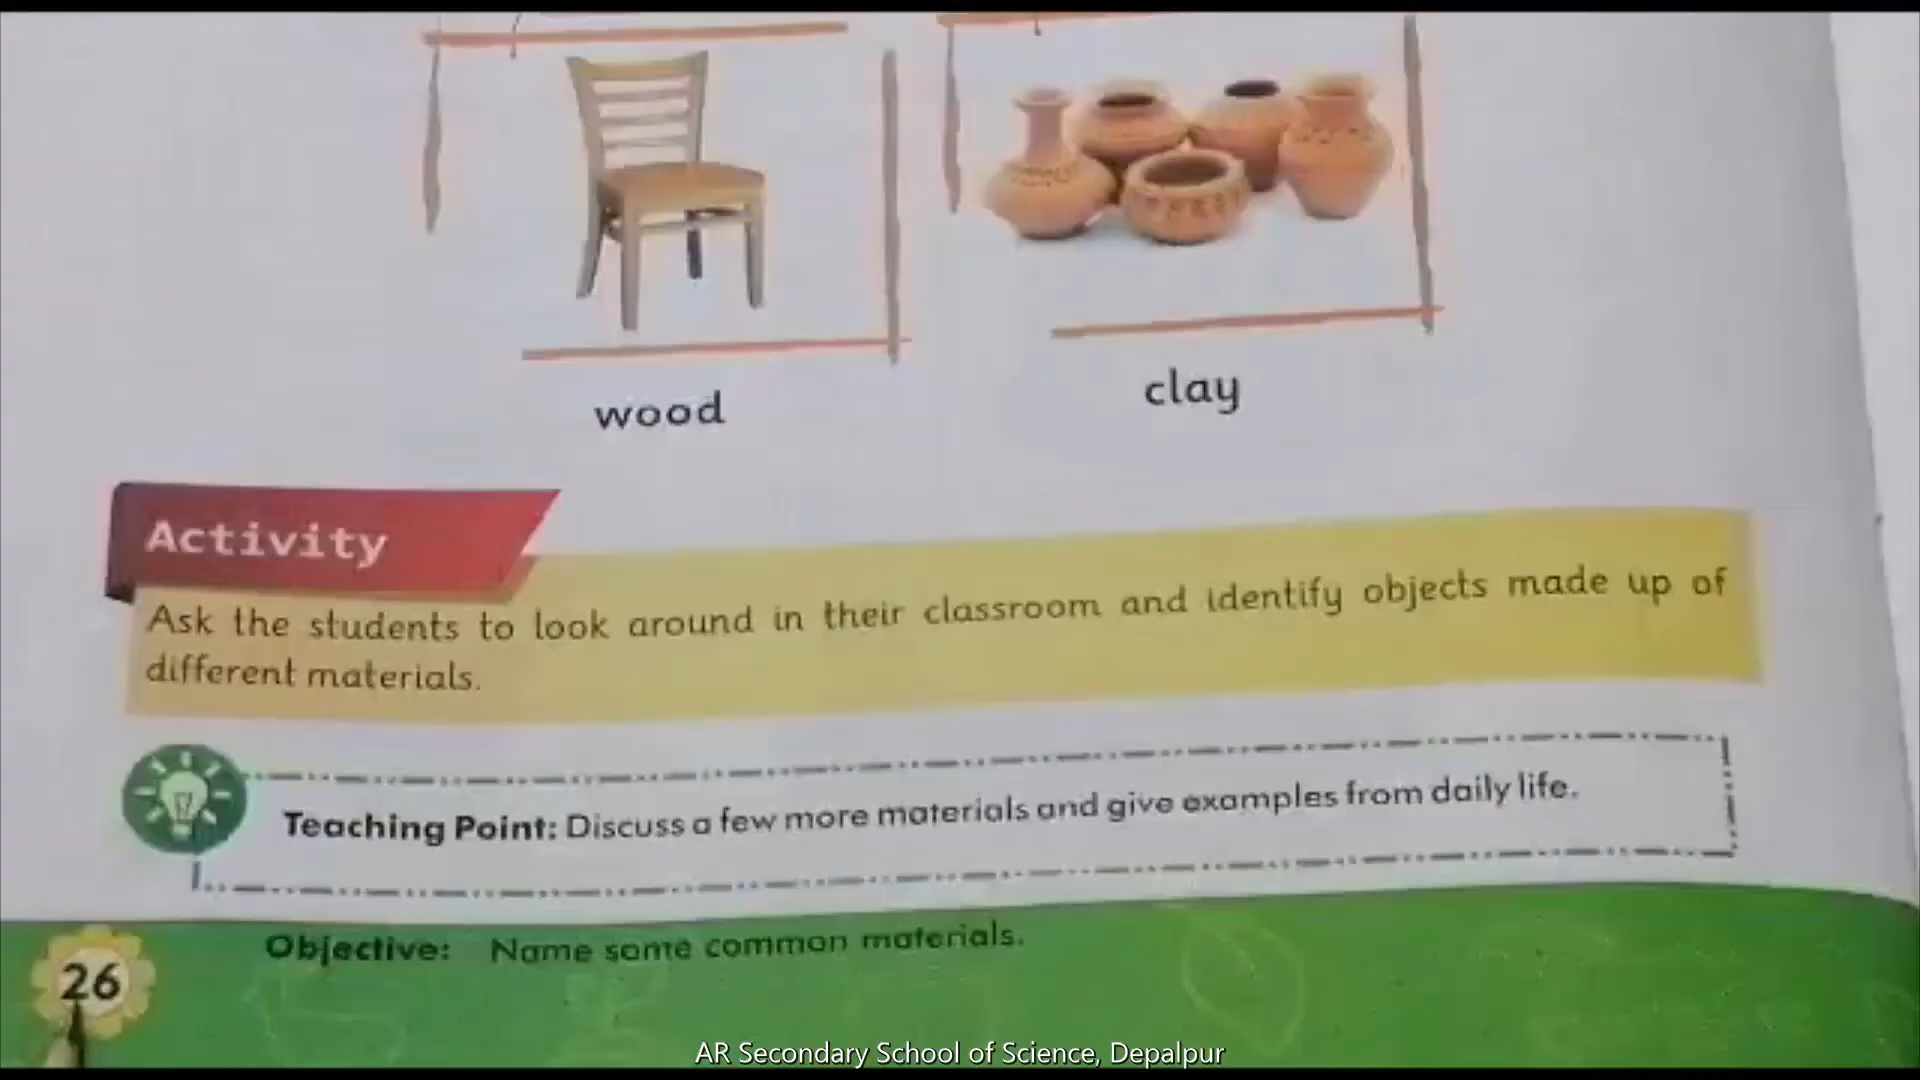 wood
clay
Activity
Ask the students to look around in their classroom and identify objects made up of
different materials.
Teaching Point: Discuss a few more materials and give examples from daily life.
Objective: Name some common materials.
26
AR Secondary School of Science, Depalpur